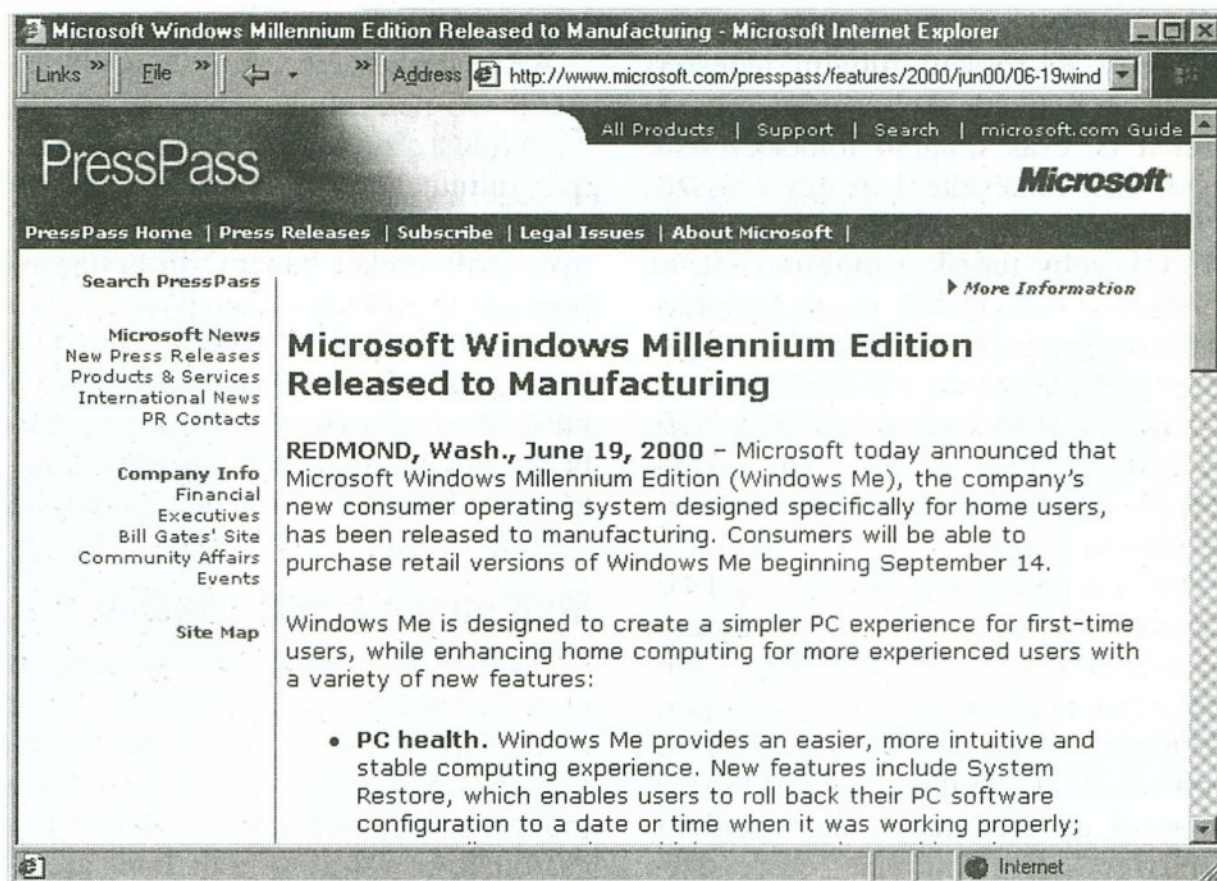 Microsoft Windows Millennium Edition Released to Manufacturing - Microsoft Internet Explorer
Links » File » » Address http://www.microsoft.com/presspass/features/2000/jun00/06-19wind
All Products | Support | Search | microsoft.com Guide
PressPass
Microsoft
PressPass Home | Press Releases | Subscribe | Legal Issues | About Microsoft |
Search PressPass
Microsoft News
New Press Releases
Products & Services
International News
PR Contacts
Company Info
Financial
Executives
Bill Gates' Site
Community Affairs
Events
Site Map
More Information
Microsoft Windows Millennium Edition
Released to Manufacturing
REDMOND, Wash., June 19, 2000 – Microsoft today announced that
Microsoft Windows Millennium Edition (Windows Me), the company's
new consumer operating system designed specifically for home users,
has been released to manufacturing. Consumers will be able to
purchase retail versions of Windows Me beginning September 14.
Windows Me is designed to create a simpler PC experience for first-time
users, while enhancing home computing for more experienced users with
a variety of new features:
• PC health. Windows Me provides an easier, more intuitive and
stable computing experience. New features include System
Restore, which enables users to roll back their PC software
configuration to a date or time when it was working properly;
Internet